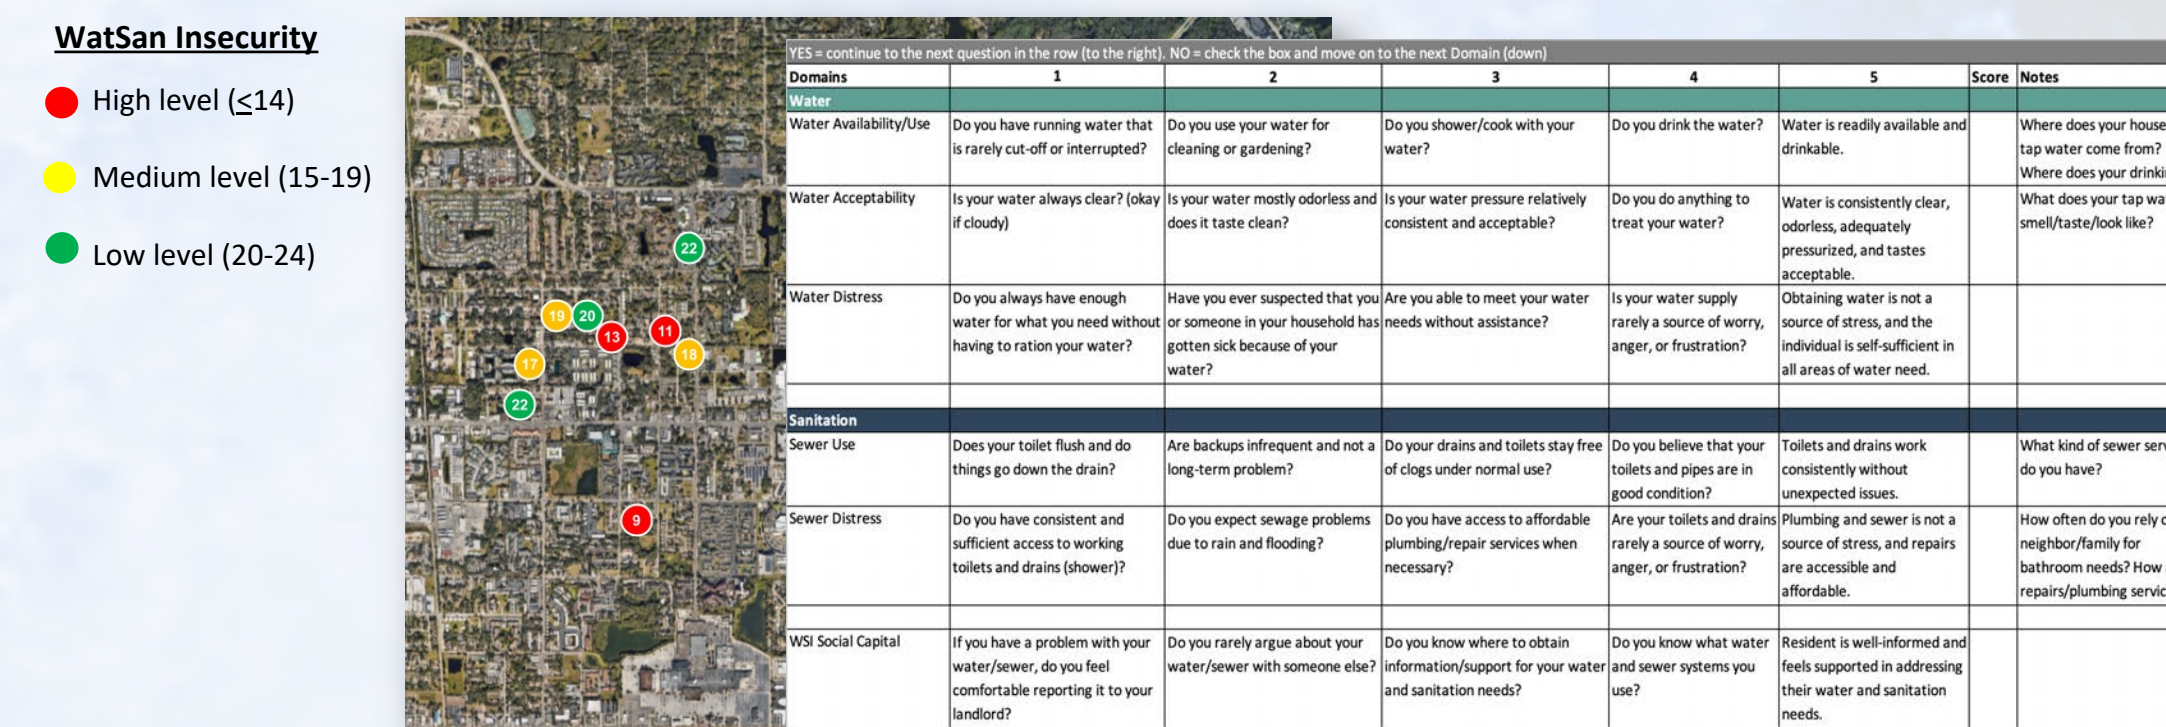 WatSan Insecurity
High level (<14)
Medium level (15-19)
Low level (20-24)
22
19
20
13
11
18
17
22
9
YES = continue to the next question in the row (to the right). NO = check the box and move on to the next Domain (down)
Domains 1 2 3 4 5 Score Notes
Water
Water Availability/Use Do you have running water that Do you use your water for Do you shower/cook with your Do you drink the water? Water is readily available and Where does your house
is rarely cut-off or interrupted? cleaning or gardening? water? drinkable. tap water come from?
Where does your
Water Acceptability Is your water always clear? (okay Is your water mostly odorless and Is your water pressure relatively Do you do anything to Water is consistently clear, What does your tap
if cloudy) does it taste clean? consistent and acceptable? treat your water? odorless, adequately smell/taste/look like?
pressurized, and tastes
acceptable.
Water Distress Do you always have enough Have you ever suspected that you Are you able to meet your water Is your water supply Obtaining water is not a
water for what you need without or someone in your household has needs without assistance? rarely a source of worry, source of stress, and the
having to ration your water? gotten sick because of your anger, or frustration? individual is self-sufficient in
water? all areas of water need.
Sanitation
Sewer Use Does your toilet flush and do Are backups infrequent and not a Do your drains and toilets stay free Do you believe that your Toilets and drains work What kind of sewer
things go down the drain? long-term problem? of clogs under normal use? toilets and pipes are in consistently without do you have?
good condition? unexpected issues.
Sewer Distress Do you have consistent and Do you expect sewage problems Do you have access to affordable Are your toilets and drains Plumbing and sewer is not a How often do you rely
sufficient access to working due to rain and flooding? plumbing/repair services when rarely a source of worry, source of stress, and repairs neighbor/family for
toilets and drains (shower)? necessary? anger, or frustration? are accessible and bathroom needs? How
affordable. repairs/plumbing
WSI Social Capital If you have a problem with your Do you rarely argue about your Do you know where to obtain Do you know what water Resident is well-informed and
water/sewer, do you feel water/sewer with someone else? information/support for your water and sewer systems you feels supported in addressing
comfortable reporting it to your and sanitation needs? use? their water and sanitation
landlord? needs.